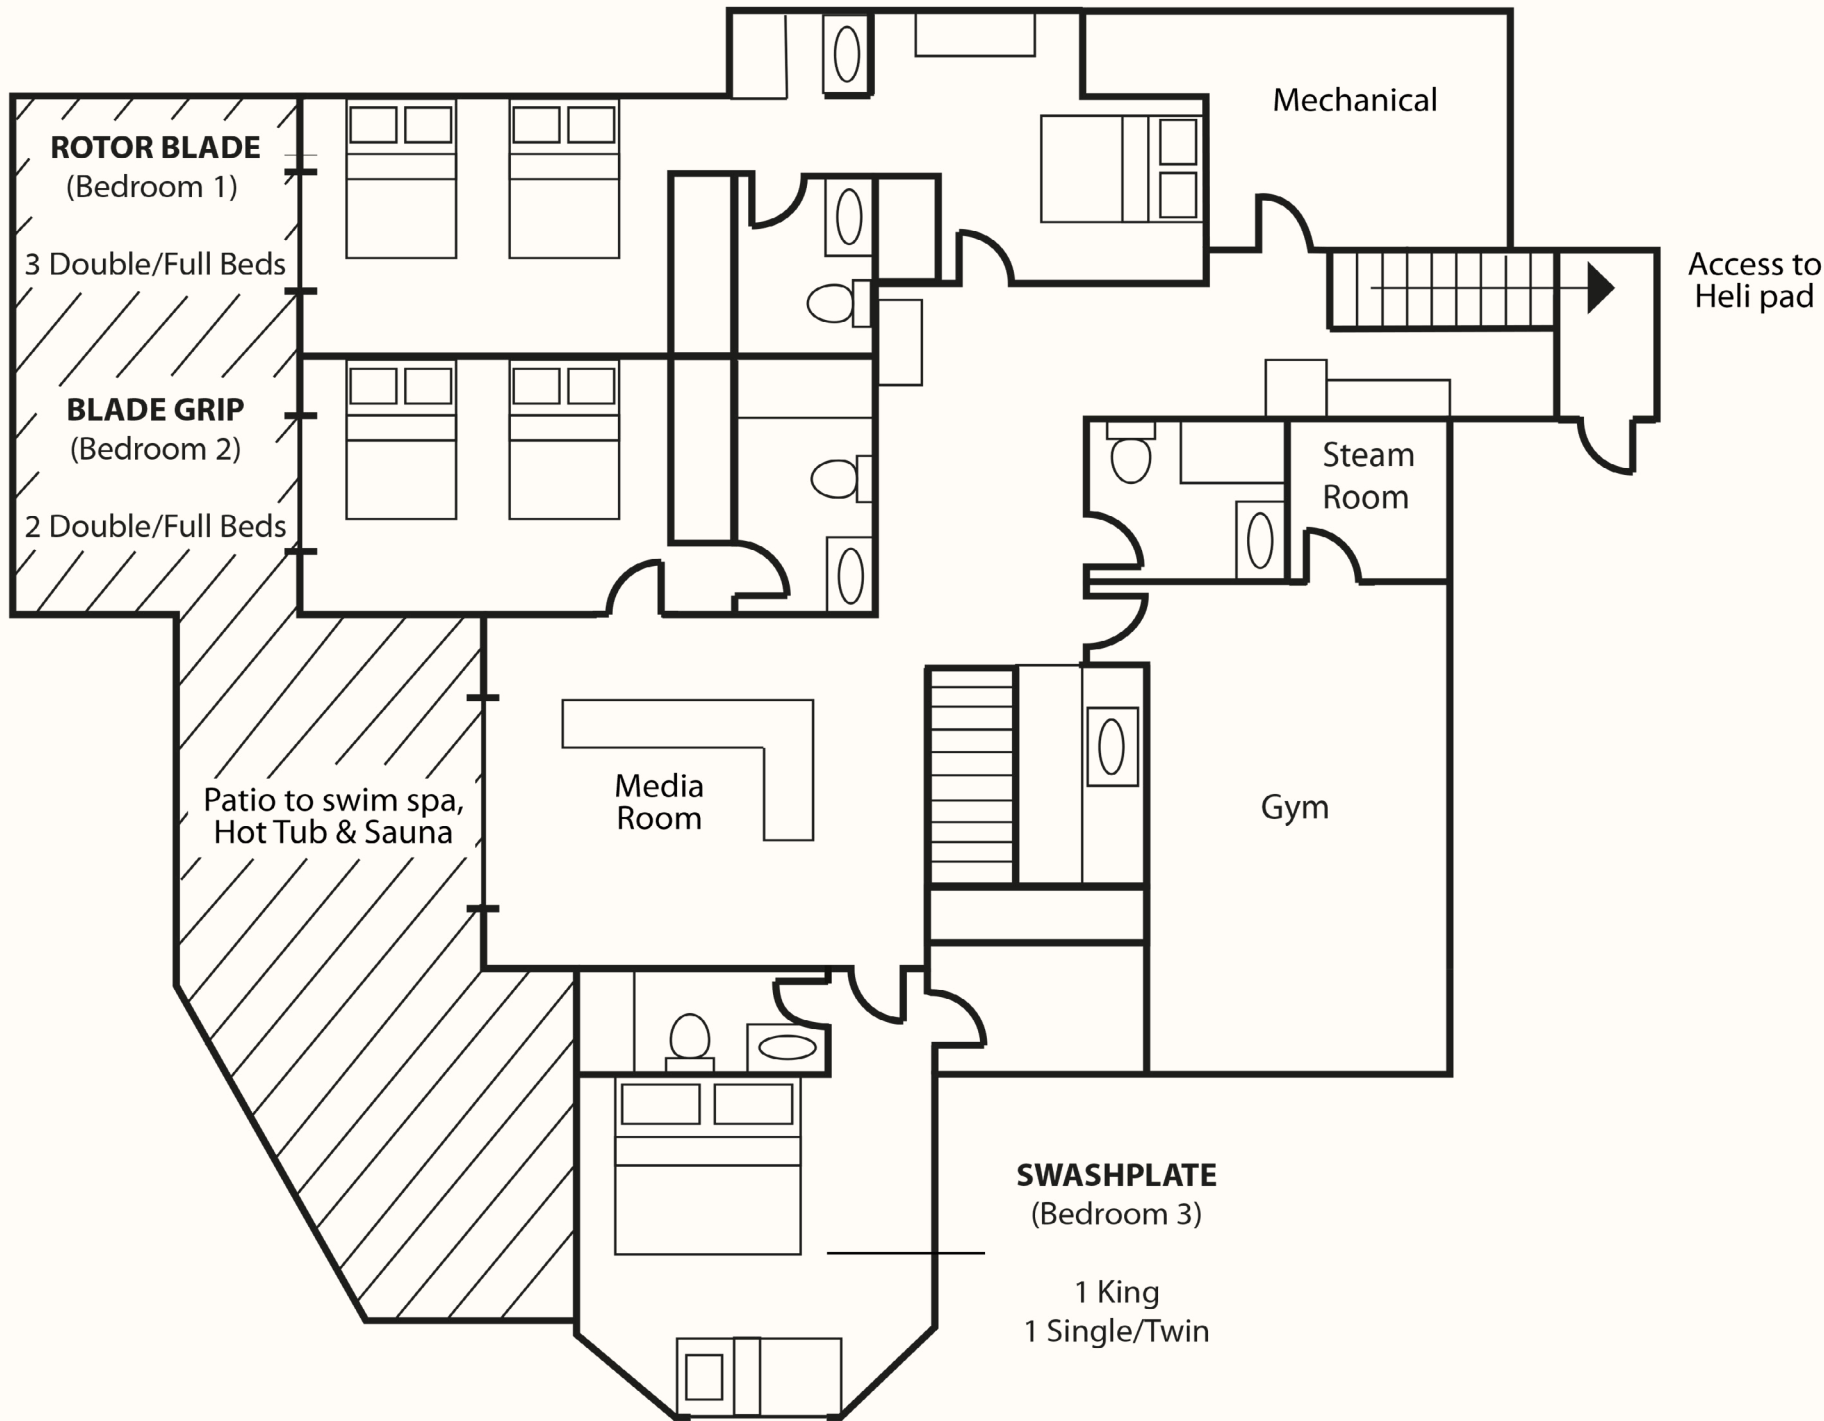 Mechanical
ROTOR BLADE
(Bedroom 1)
3 Double/Full Beds
Access to
Heli pad
BLADE GRIP
(Bedroom 2)
2 Double/Full Beds
Steam
Room
Patio to swim spa,
Hot Tub & Sauna
Media
Room
Gym
SWASHPLATE
(Bedroom 3)
1 King
1 Single/Twin